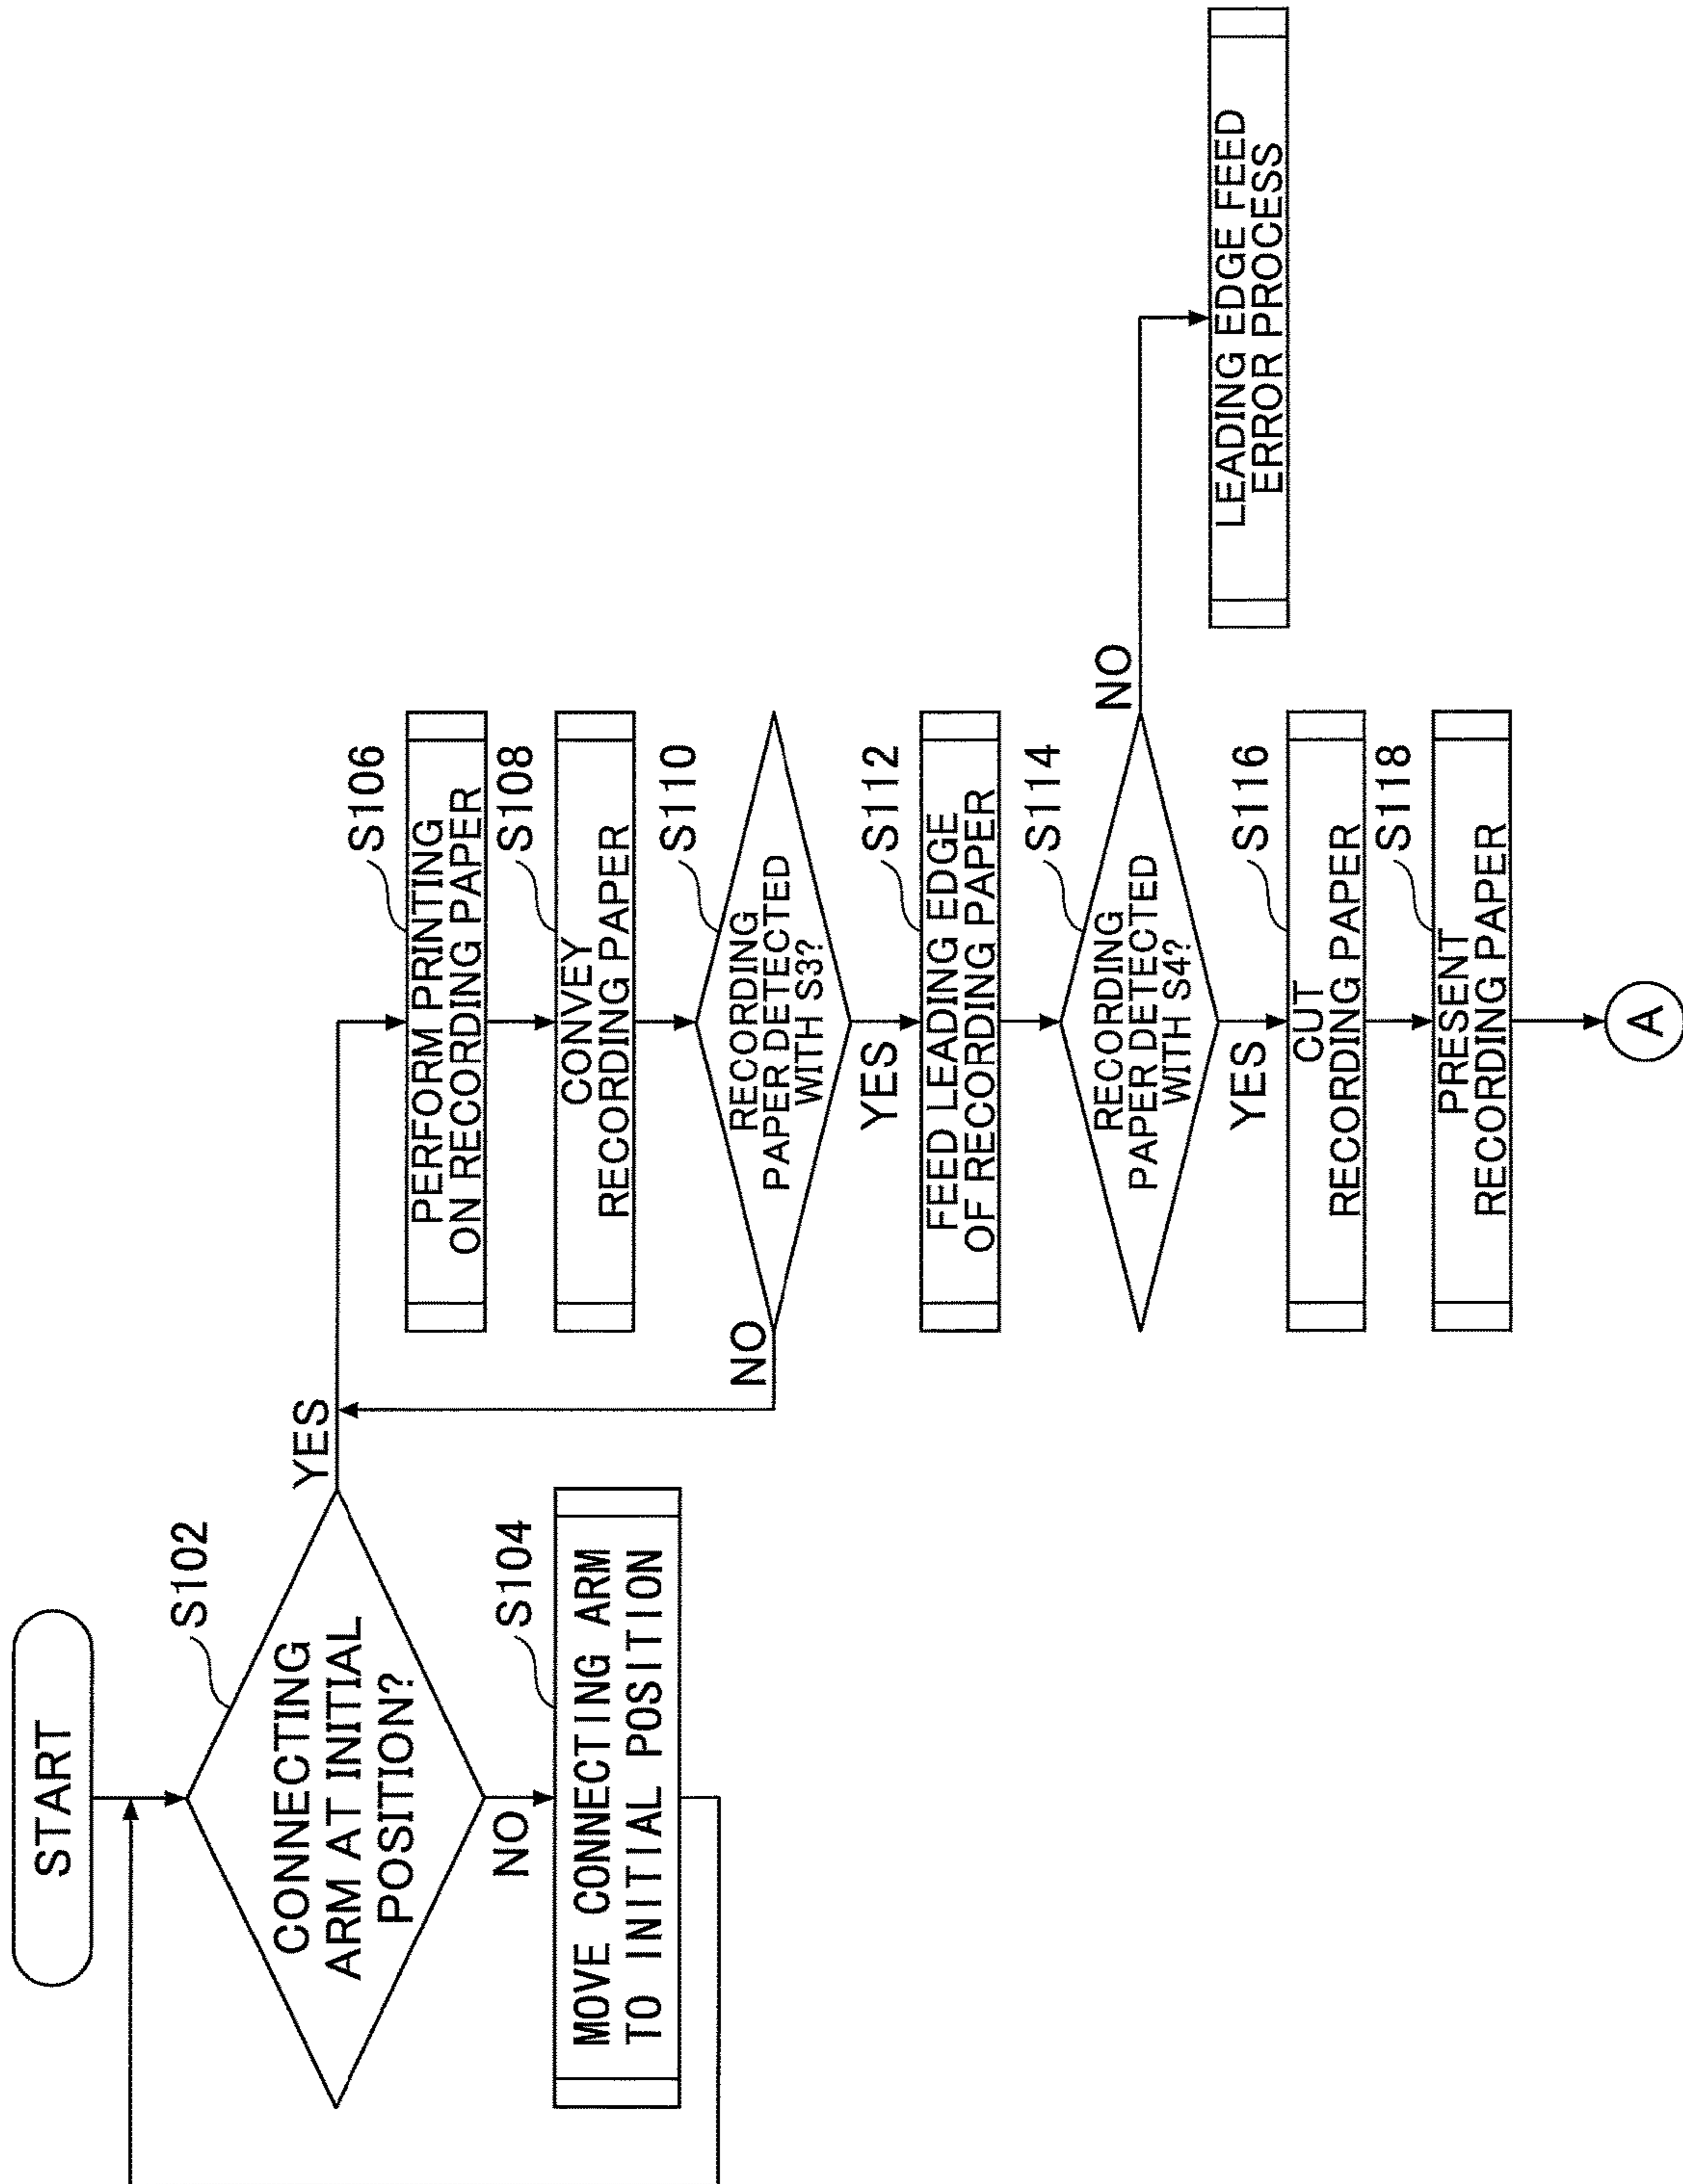 START
S102
CONNECTING
ARM AT INITIAL
POSITION?
YES
NO
S104
MOVE CONNECTING ARM
TO INITIAL POSITION
S106
PERFORM PRINTING
ON RECORDING PAPER
S108
CONVEY
RECORDING PAPER
S110
RECORDING
PAPER DETECTED
WITH S3?
NO
YES
S112
FEED LEADING EDGE
OF RECORDING PAPER
S114
RECORDING
PAPER DETECTED
WITH S4?
NO
LEADING EDGE FEED
ERROR PROCESS
YES
S116
CUT
RECORDING PAPER
S118
PRESENT
RECORDING PAPER
A